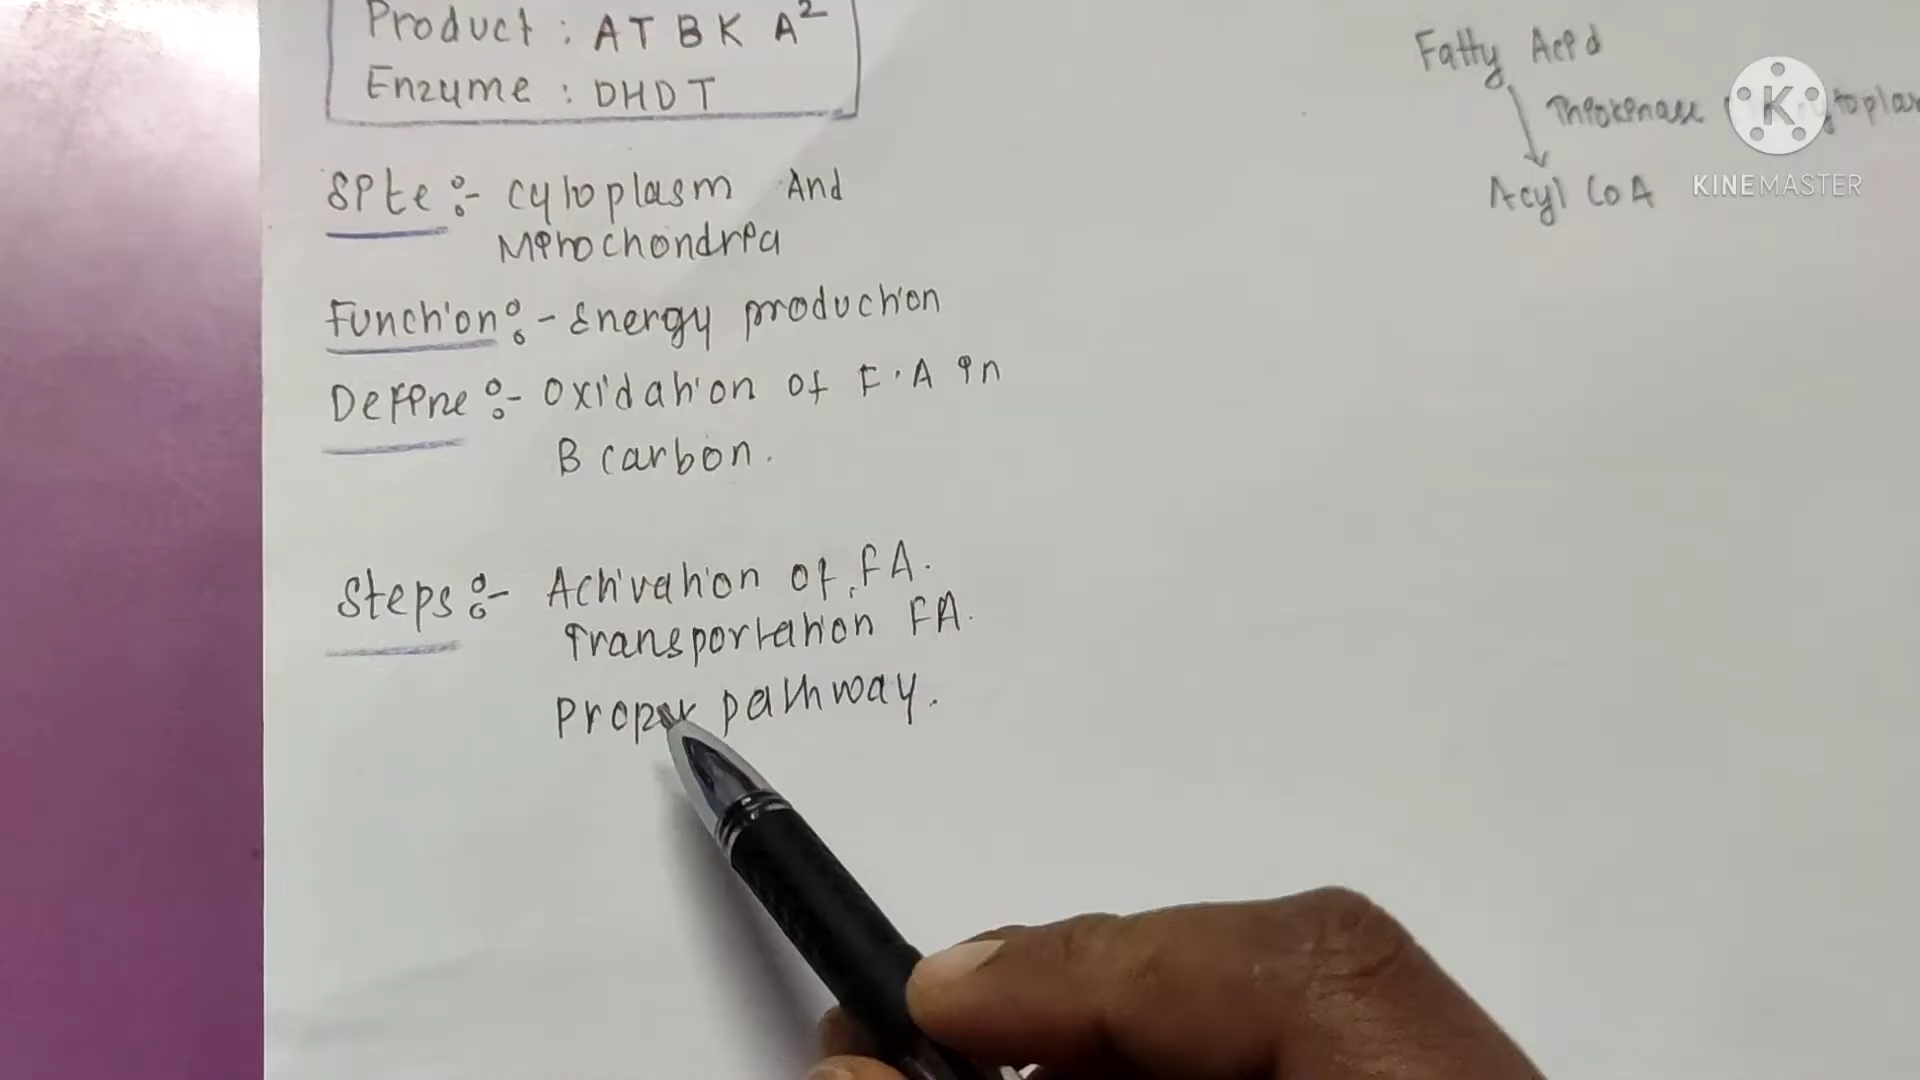 Product : A T B K A²
Enzyme : DHDT
Site :- Cytoplasm And
Mitochondria
Function :- Energy production
Define :- Oxidation of F.A in
B carbon.
Steps :- Activation of FA.
Transportation FA.
Proper pathway.
Fatty Acid
Thiokinase
Acyl CoA
K
KINEMASTER